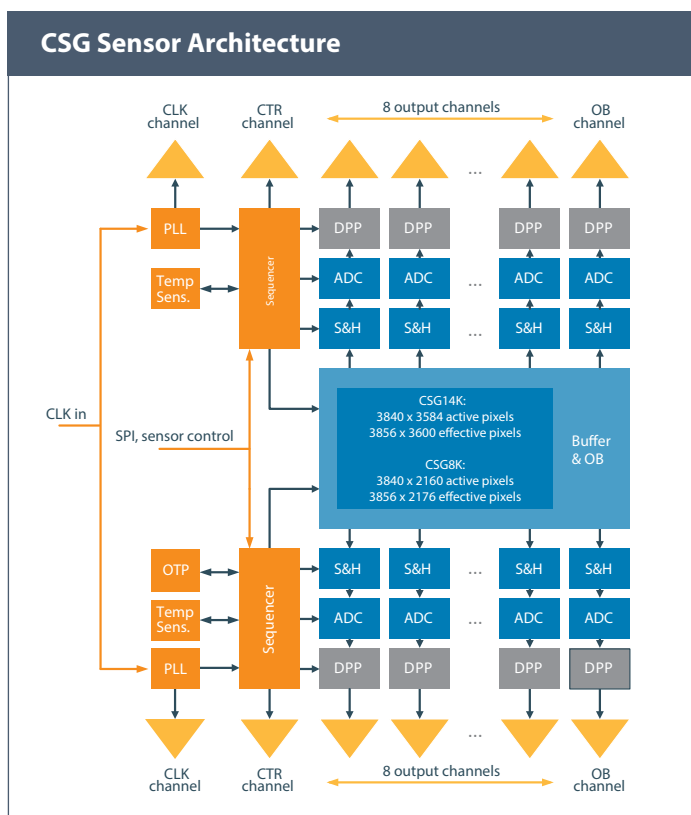 CSG Sensor Architecture
CLK
channel
CTR
channel
8 output channels
OB
channel
...
PLL
DPP
DPP
DPP
DPP
Temp
Sens.
Sequencer
ADC
ADC
...
ADC
ADC
S&H
S&H
...
S&H
S&H
CLK in
SPI, sensor control
CSG14K:
3840 x 3584 active pixels
3856 x 3600 effective pixels
CSG8K:
3840 x 2160 active pixels
3856 x 2176 effective pixels
Buffer
& OB
OTP
Sequencer
S&H
S&H
...
S&H
S&H
Temp
Sens.
ADC
ADC
...
ADC
ADC
PLL
DPP
DPP
DPP
DPP
...
CLK
channel
CTR
channel
8 output channels
OB
channel